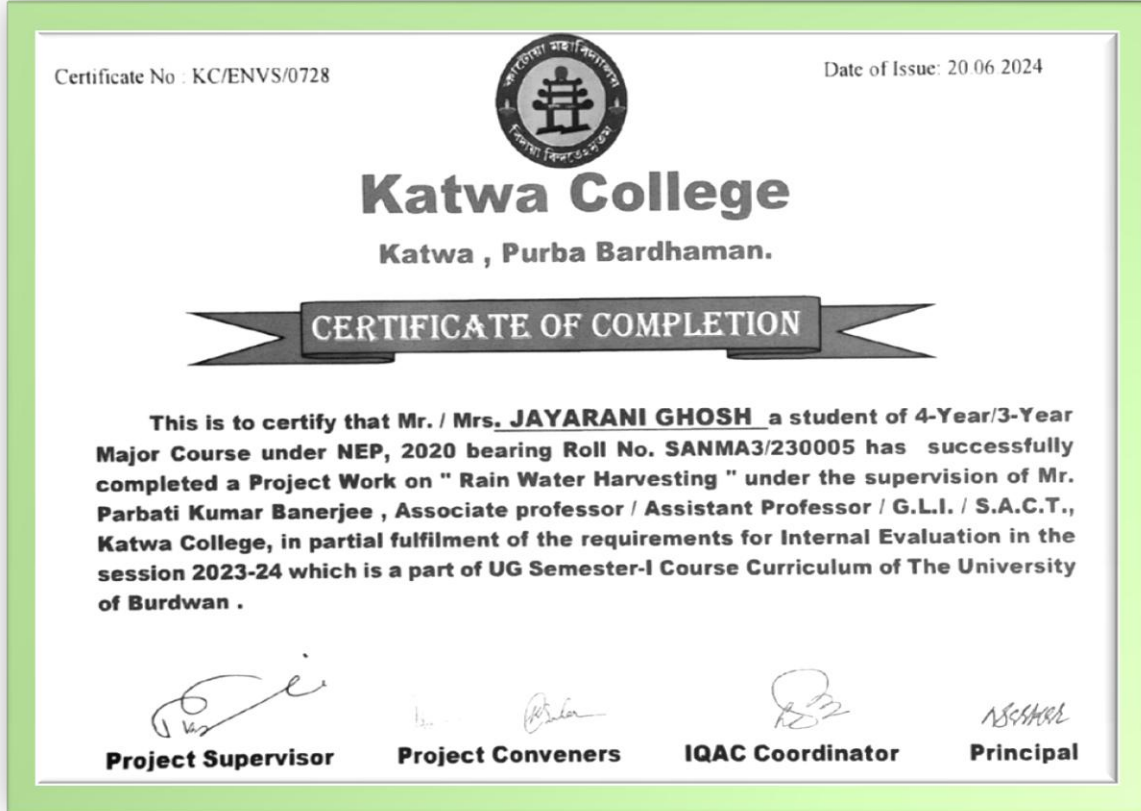 Certificate No : KC/ENVS/0728
Date of Issue: 20.06.2024
কাটোয়া মহাবিদ্যালয়
Katwa College
Katwa , Purba Bardhaman.
CERTIFICATE OF COMPLETION
This is to certify that Mr. / Mrs. JAYARANI GHOSH a student of 4-Year/3-Year
Major Course under NEP, 2020 bearing Roll No. SANMA3/230005 has successfully
completed a Project Work on " Rain Water Harvesting " under the supervision of Mr.
Parbati Kumar Banerjee , Associate professor / Assistant Professor / G.L.I. / S.A.C.T.,
Katwa College, in partial fulfilment of the requirements for Internal Evaluation in the
session 2023-24 which is a part of UG Semester-I Course Curriculum of The University
of Burdwan .
Project Supervisor
Project Conveners
IQAC Coordinator
Principal